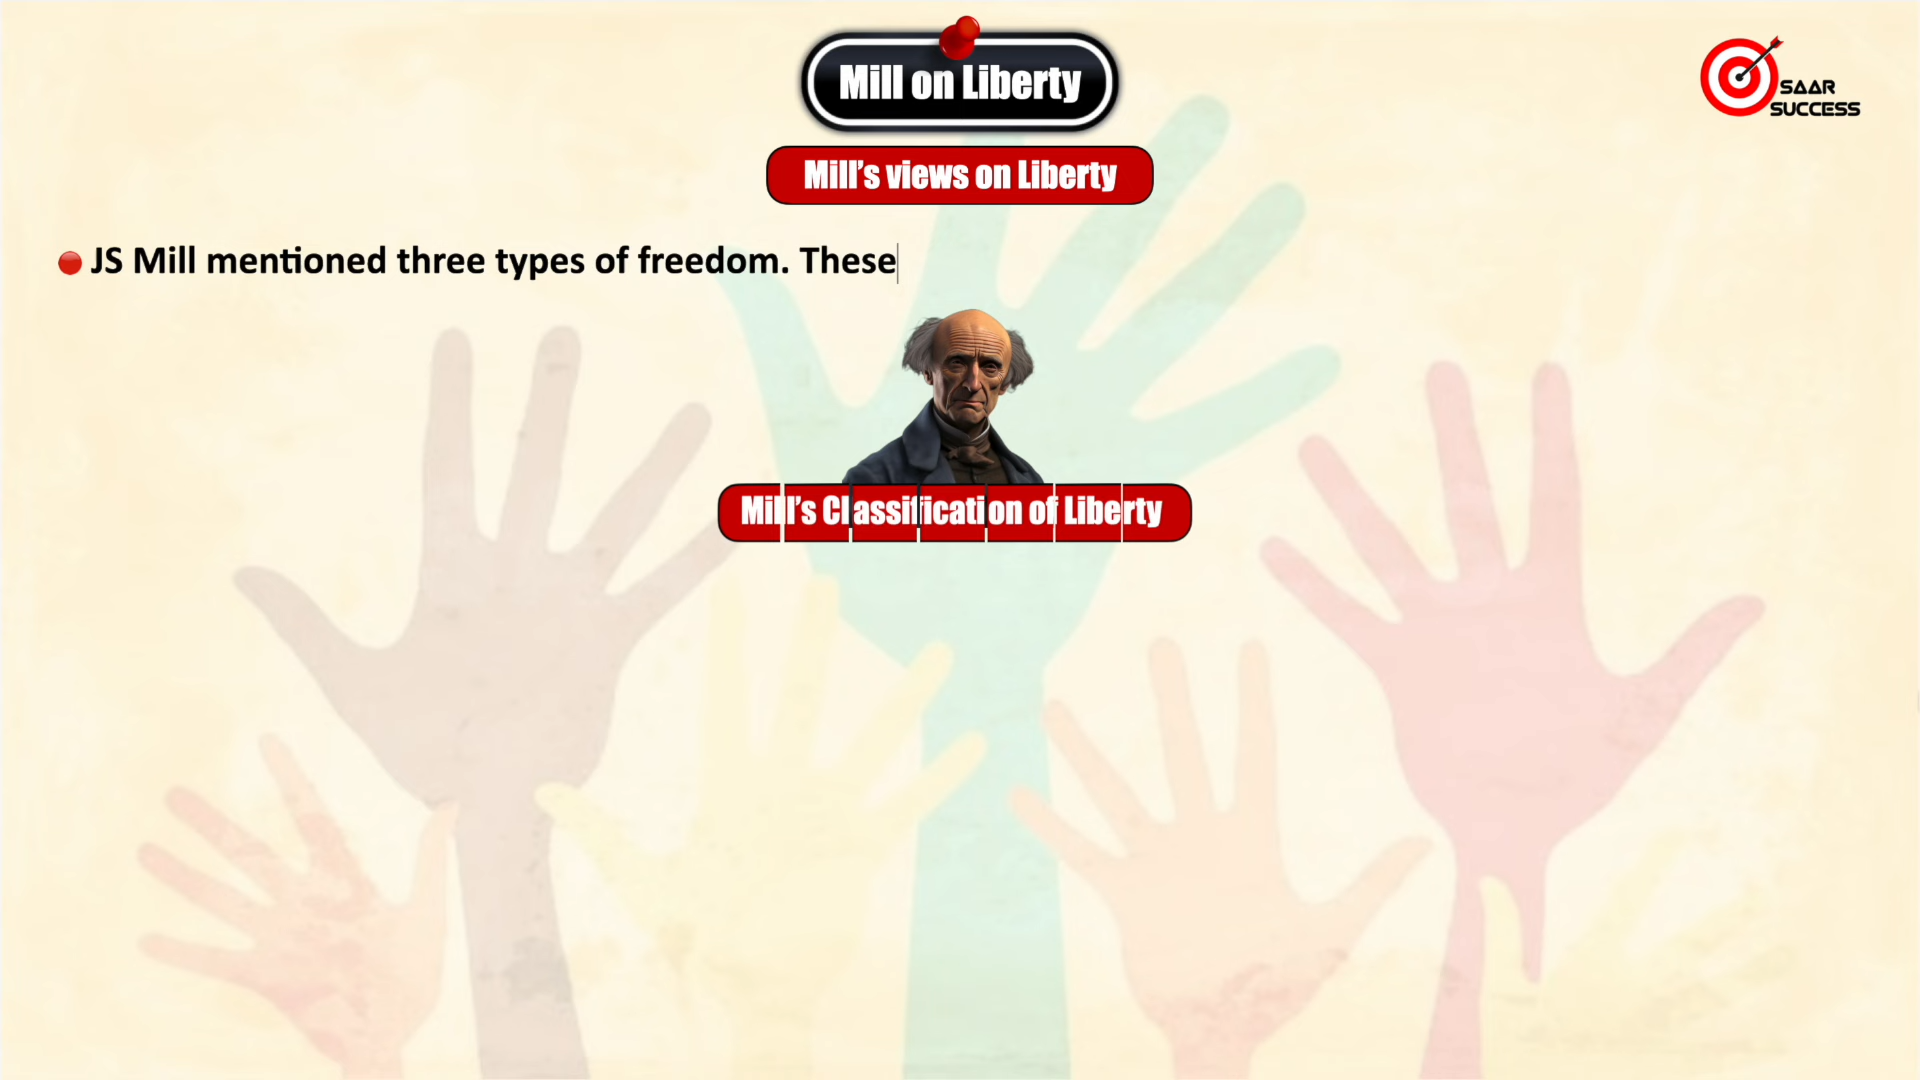 Mill on Liberty
SAAR
SUCCESS
Mill's views on Liberty
JS Mill mentioned three types of freedom. These
Mill's Classification of Liberty